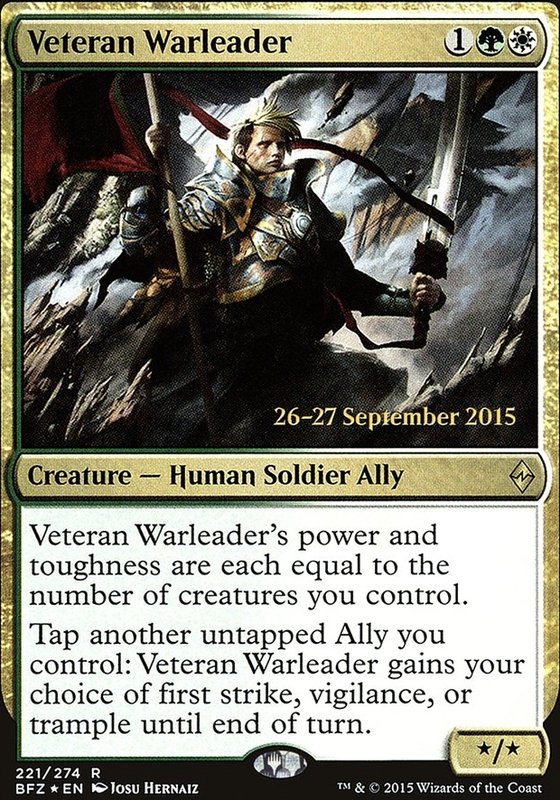 Veteran Warleader 1
26–27 September 2015
Creature — Human Soldier Ally
Veteran Warleader's power and
toughness are each equal to the
number of creatures you control.
Tap another untapped Ally you
control: Veteran Warleader gains your
choice of first strike, vigilance, or
trample until end of turn.
★/★
221/274 R
BFZ ★ EN Josu Hernaiz
™ & © 2015 Wizards of the Coast